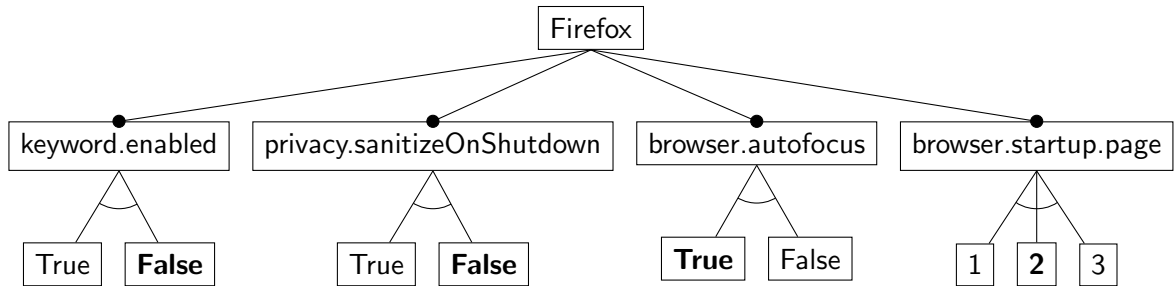 Firefox
keyword.enabled privacy.sanitizeOnShutdown browser.autofocus browser.startup.page
True False True False True False 1 2 3